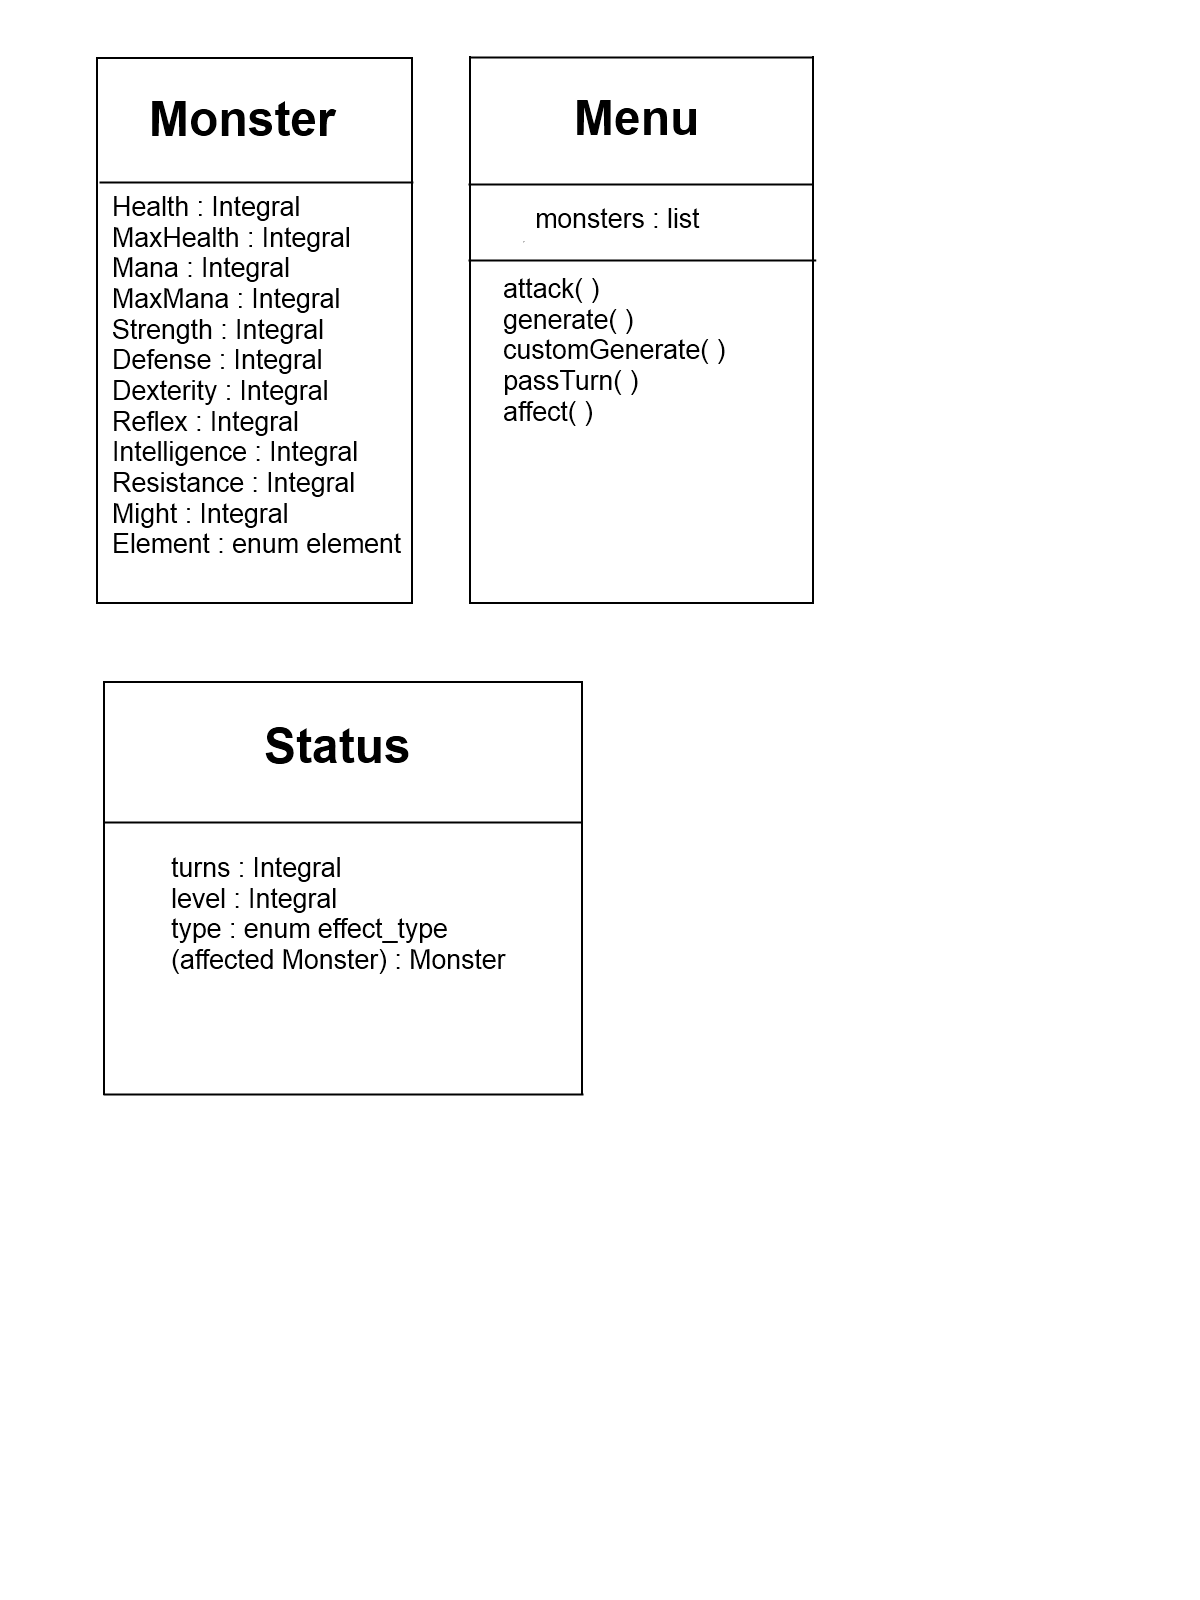 Monster
Health : Integral
MaxHealth : Integral
Mana : Integral
MaxMana : Integral
Strength : Integral
Defense : Integral
Dexterity : Integral
Reflex : Integral
Intelligence : Integral
Resistance : Integral
Might : Integral
Element : enum element
Menu
monsters : list
attack( )
generate( )
customGenerate( )
passTurn( )
affect( )
Status
turns : Integral
level : Integral
type : enum effect_type
(affected Monster) : Monster